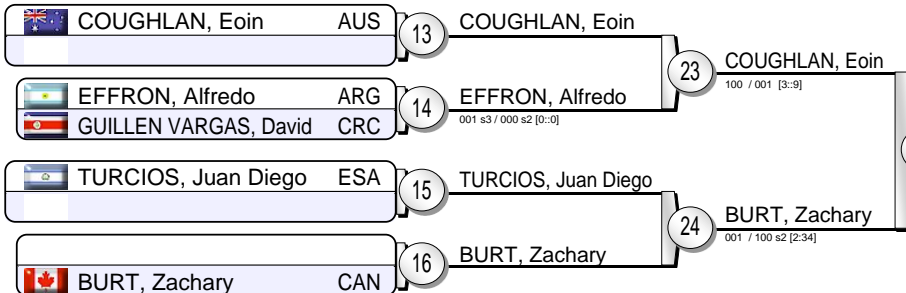 COUGHLAN, Eoin AUS
13
COUGHLAN, Eoin
23
COUGHLAN, Eoin
100 / 001 [3::9]
EFFRON, Alfredo ARG
GUILLEN VARGAS, David CRC
14
EFFRON, Alfredo
001 s3 / 000 s2 [0::0]
TURCIOS, Juan Diego ESA
15
TURCIOS, Juan Diego
24
BURT, Zachary
001 / 100 s2 [2:34]
BURT, Zachary CAN
16
BURT, Zachary